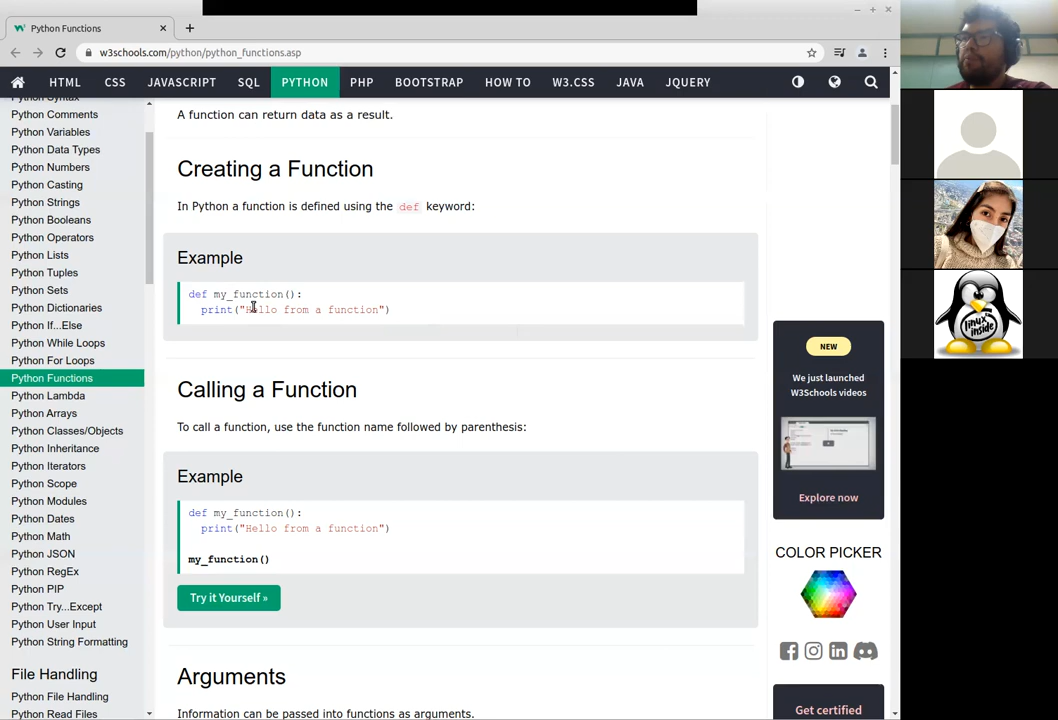 Python Functions
w3schools.com/python/python_functions.asp
HTML CSS JAVASCRIPT SQL PYTHON PHP BOOTSTRAP HOW TO W3.CSS JAVA JQUERY
Python Syntax
Python Comments
Python Variables
Python Data Types
Python Numbers
Python Casting
Python Strings
Python Booleans
Python Operators
Python Lists
Python Tuples
Python Sets
Python Dictionaries
Python If...Else
Python While Loops
Python For Loops
Python Functions
Python Lambda
Python Arrays
Python Classes/Objects
Python Inheritance
Python Iterators
Python Scope
Python Modules
Python Dates
Python Math
Python JSON
Python RegEx
Python PIP
Python Try...Except
Python User Input
Python String Formatting
File Handling
Python File Handling
Python Read Files
A function can return data as a result.
Creating a Function
In Python a function is defined using the def keyword:
Example
def my_function():
print("Hello from a function")
Calling a Function
To call a function, use the function name followed by parenthesis:
Example
def my_function():
print("Hello from a function")
my_function()
Try it Yourself »
Arguments
Information can be passed into functions as arguments.
NEW
We just launched
W3Schools videos
Explore now
COLOR PICKER
Get certified
linux
inside